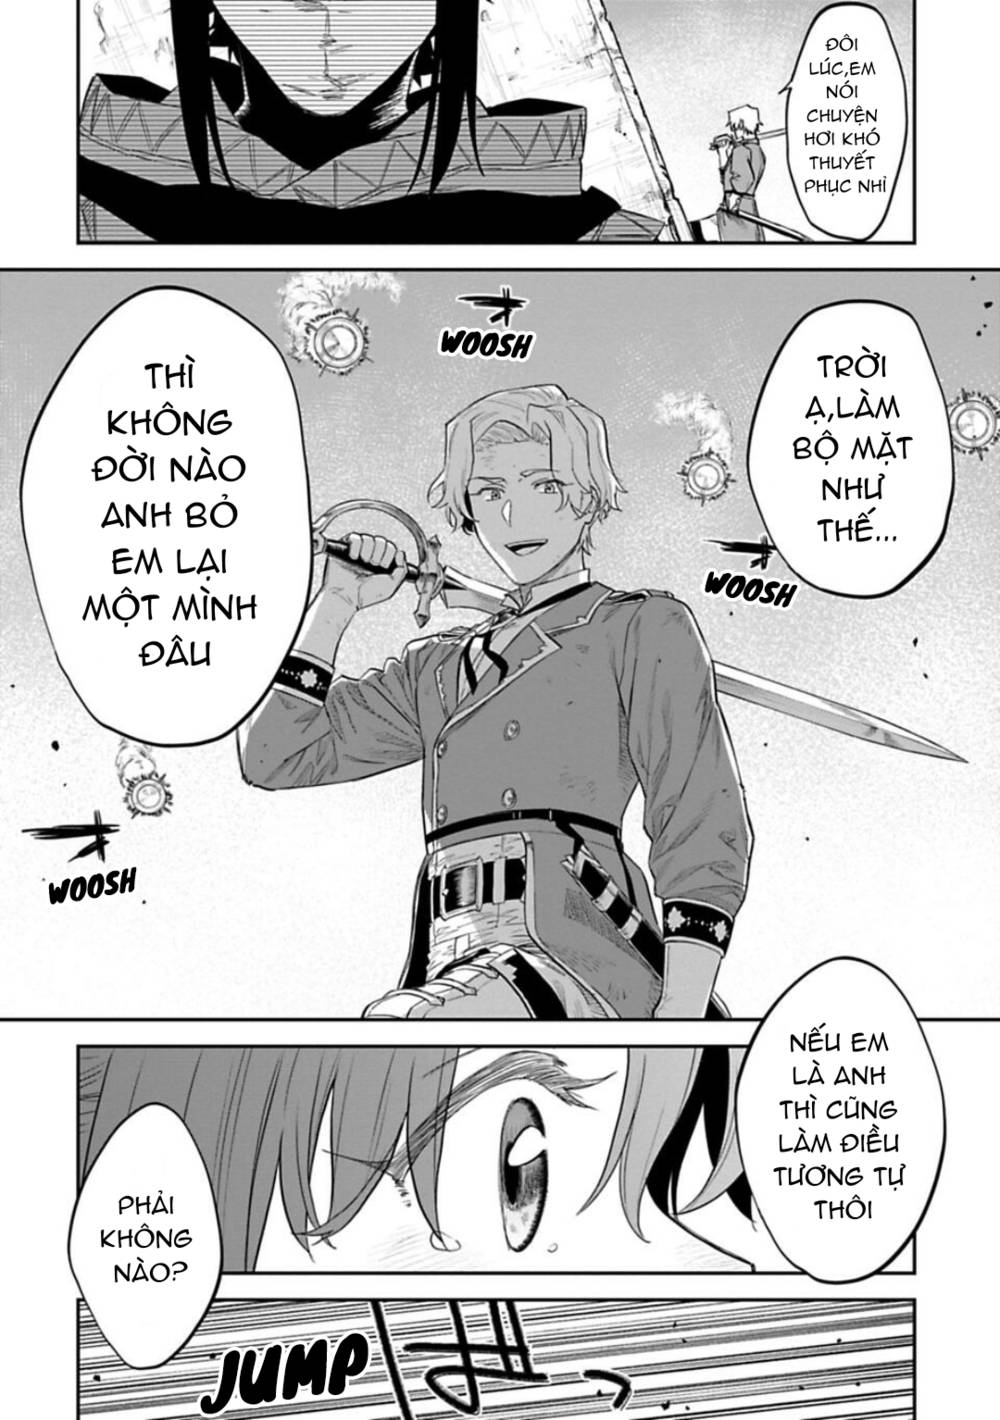 ĐÔI
LÚC,EM
NÓI
CHUYỆN
HƠI KHÓ
THUYẾT
PHỤC NHỈ
TRỜI
Ạ,LÀM
BỘ MẶT
NHƯ
THẾ...
WOOSH
THÌ
KHÔNG
ĐỜI NÀO
ANH BỎ
EM LẠI
MỘT MÌNH
ĐÂU
WOOSH
WOOSH
NẾU EM
LÀ ANH
THÌ CŨNG
LÀM ĐIỀU
TƯƠNG TỰ
THÔI
PHẢI
KHÔNG
NÀO?
JUMP